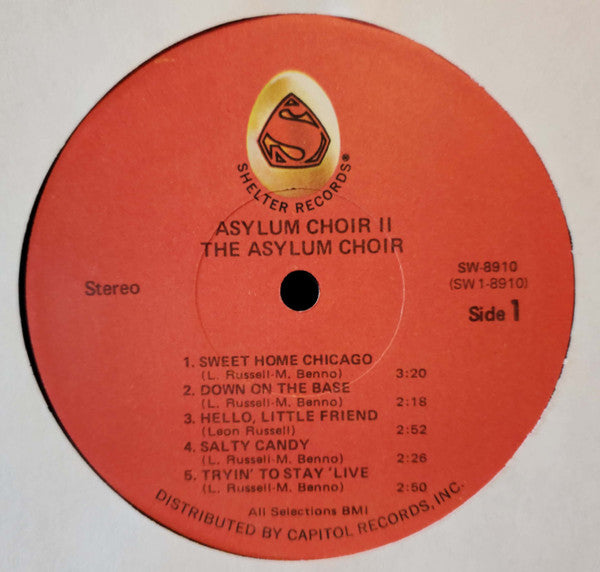 S
SHELTER RECORDS®
ASYLUM CHOIR II
THE ASYLUM CHOIR
Stereo
SW-8910
(SW 1-8910)
Side 1
1. SWEET HOME CHICAGO
(L. Russell-M. Benno) 3:20
2. DOWN ON THE BASE
(L. Russell-M. Benno) 2:18
3. HELLO, LITTLE FRIEND
(Leon Russell) 2:52
4. SALTY CANDY
(L. Russell-M. Benno) 2:26
5. TRYIN' TO STAY 'LIVE
(L. Russell-M. Benno) 2:50
All Selections BMI
DISTRIBUTED BY CAPITOL RECORDS, INC.